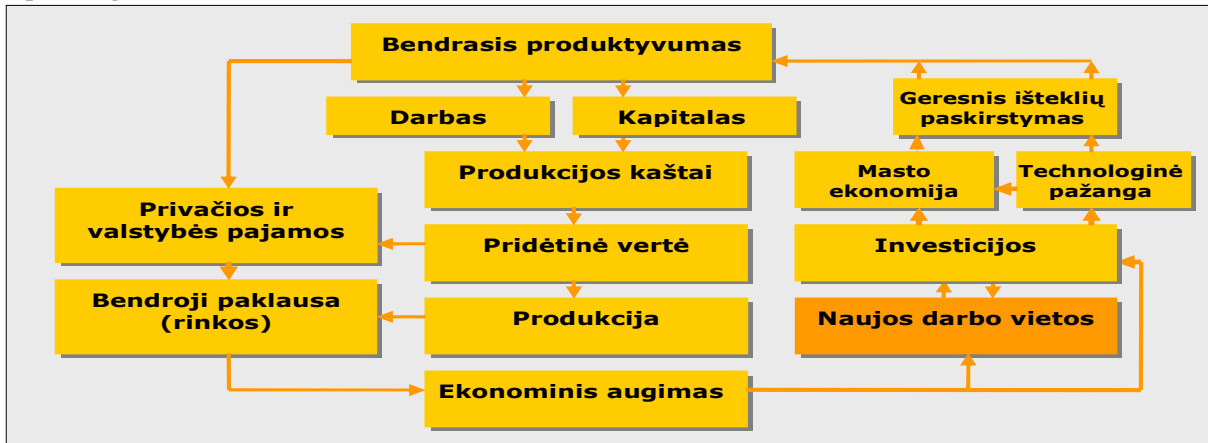 Bendrasis produktyvumas
Darbas
Kapitalas
Geresnis išteklių
paskirstymas
Produkcijos kaštai
Masto
ekonomija
Technologinė
pažanga
Privačios ir
valstybės pajamos
Pridėtinė vertė
Investicijos
Bendroji paklausa
(rinkos)
Produkcija
Naujos darbo vietos
Ekonominis augimas